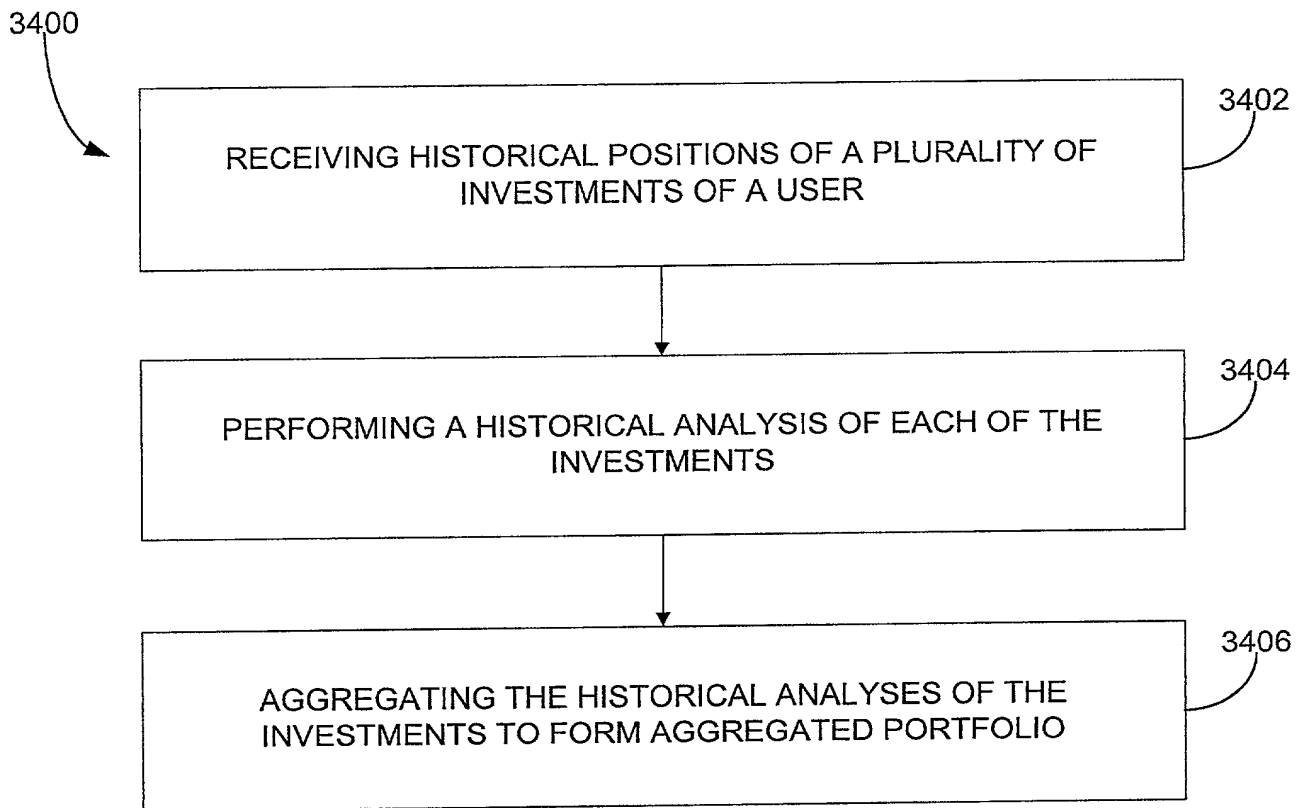 3400
3402
RECEIVING HISTORICAL POSITIONS OF A PLURALITY OF
INVESTMENTS OF A USER
3404
PERFORMING A HISTORICAL ANALYSIS OF EACH OF THE
INVESTMENTS
3406
AGGREGATING THE HISTORICAL ANALYSES OF THE
INVESTMENTS TO FORM AGGREGATED PORTFOLIO